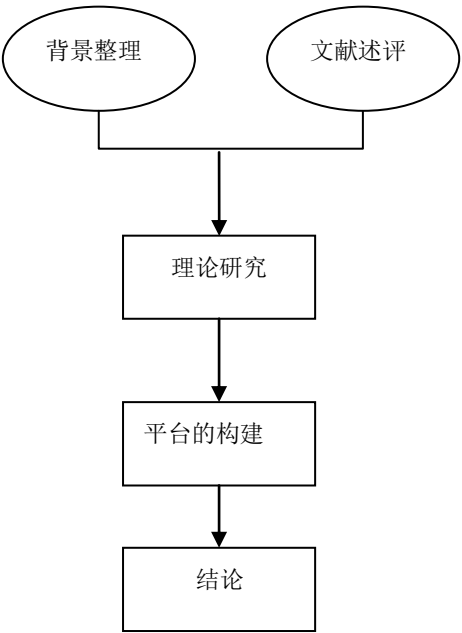 背景整理
文献述评
理论研究
平台的构建
结论